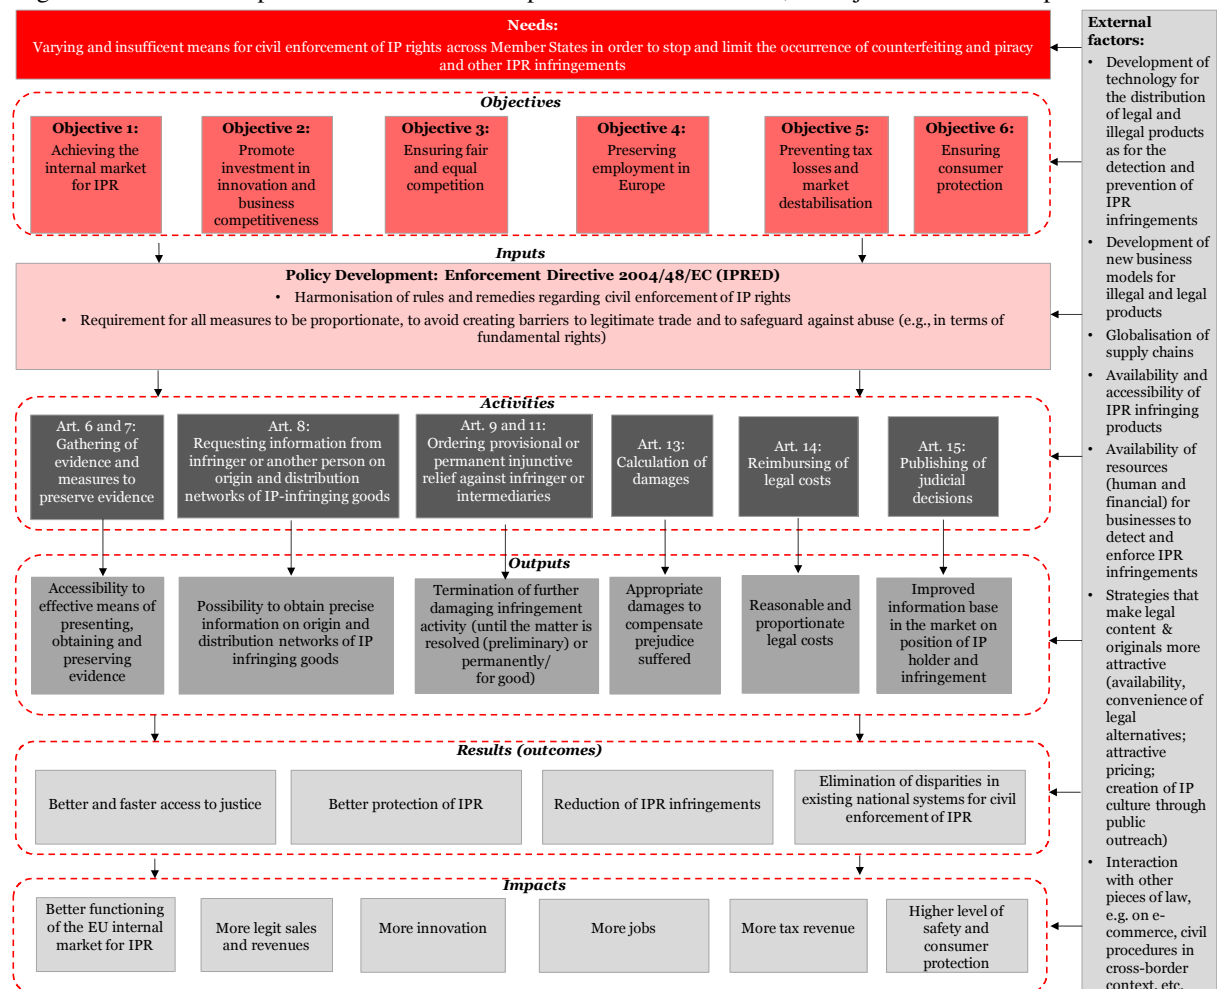 Needs:
Varying and insufficent means for civil enforcement of IP rights across Member States in order to stop and limit the occurrence of counterfeiting and piracy
and other IPR infringements
Objectives
Objective 1:
Achieving the
internal market
for IPR
Objective 2:
Promote
investment in
innovation and
business
competitiveness
Objective 3:
Ensuring fair
and equal
competition
Objective 4:
Preserving
employment in
Europe
Objective 5:
Preventing tax
losses and
market
destabilisation
Objective 6:
Ensuring
consumer
protection
Inputs
Policy Development: Enforcement Directive 2004/48/EC (IPRED)
• Harmonisation of rules and remedies regarding civil enforcement of IP rights
• Requirement for all measures to be proportionate, to avoid creating barriers to legitimate trade and to safeguard against abuse (e.g., in terms of
fundamental rights)
Activities
Art. 6 and 7:
Gathering of
evidence and
measures to
preserve evidence
Art. 8:
Requesting information from
infringer or another person on
origin and distribution
networks of IP-infringing goods
Art. 9 and 11:
Ordering provisional or
permanent injunctive
relief against infringer or
intermediaries
Art. 13:
Calculation of
damages
Art. 14:
Reimbursing of
legal costs
Art. 15:
Publishing of
judicial
decisions
Outputs
Accessibility to
effective means of
presenting,
obtaining and
preserving
evidence
Possibility to obtain precise
information on origin and
distribution networks of IP
infringing goods
Termination of further
damaging infringement
activity (until the matter is
resolved (preliminary) or
permanently/
for good)
Appropriate
damages to
compensate
prejudice
suffered
Reasonable and
proportionate
legal costs
Improved
information base
in the market on
position of IP
holder and
infringement
Results (outcomes)
Better and faster access to justice
Better protection of IPR
Reduction of IPR infringements
Elimination of disparities in
existing national systems for civil
enforcement of IPR
Impacts
Better functioning
of the EU internal
market for IPR
More legit sales
and revenues
More innovation
More jobs
More tax revenue
Higher level of
safety and
consumer
protection
External
factors:
• Development of
technology for
the distribution
of legal and
illegal products
as for the
detection and
prevention of
IPR
infringements
• Development of
new business
models for
illegal and legal
products
• Globalisation of
supply chains
• Availability and
accessibility of
IPR infringing
products
• Availability of
resources
(human and
financial) for
businesses to
detect and
enforce IPR
infringements
• Strategies that
make legal
content &
originals more
attractive
(availability,
convenience of
legal
alternatives;
attractive
pricing;
creation of IP
culture through
public
outreach)
• Interaction
with other
pieces of law,
e.g. on e-
commerce, civil
procedures in
cross-border
context, etc.